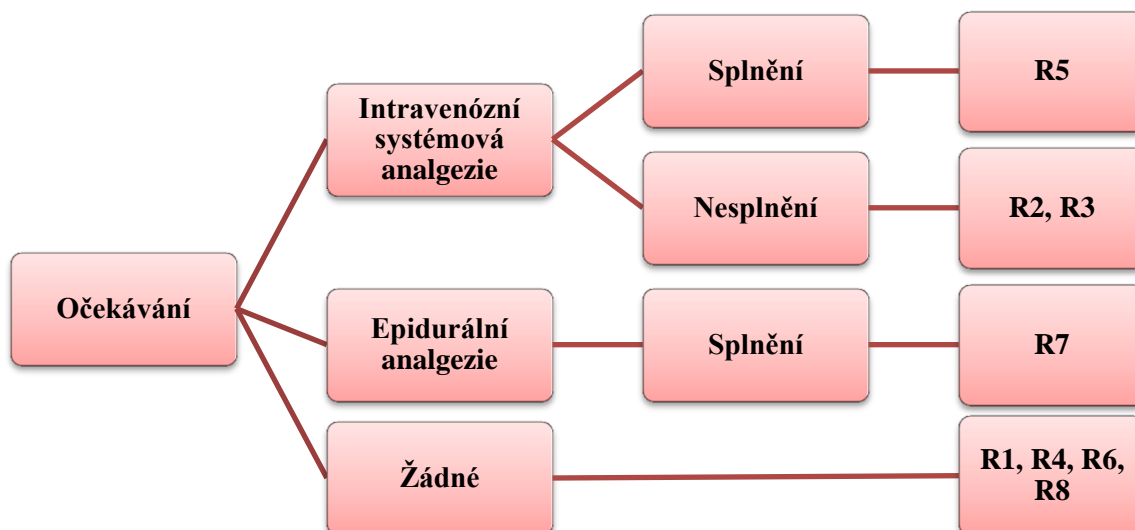 Očekávání
Intravenózní
systémová
analgezie
Splnění
R5
Nesplnění
R2, R3
Epidurální
analgezie
Splnění
R7
Žádné
R1, R4, R6,
R8